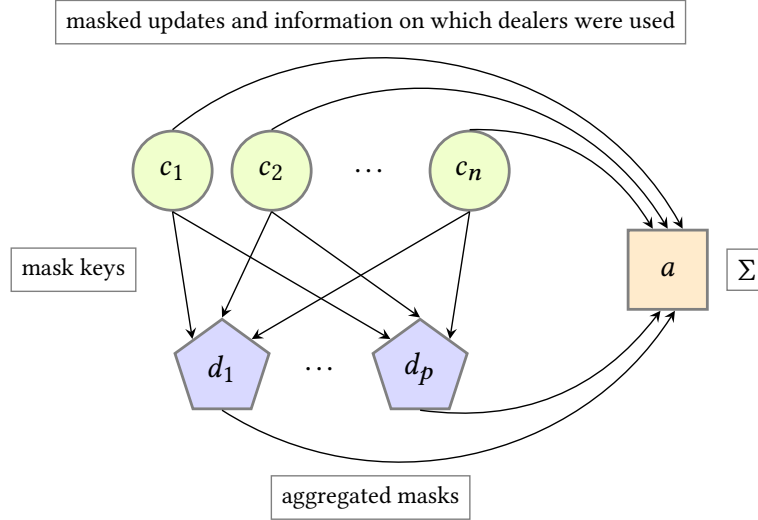 masked updates and information on which dealers were used
c₁ c₂ ⋯ cₙ
mask keys
a Σ
d₁ ⋯ dₚ
aggregated masks